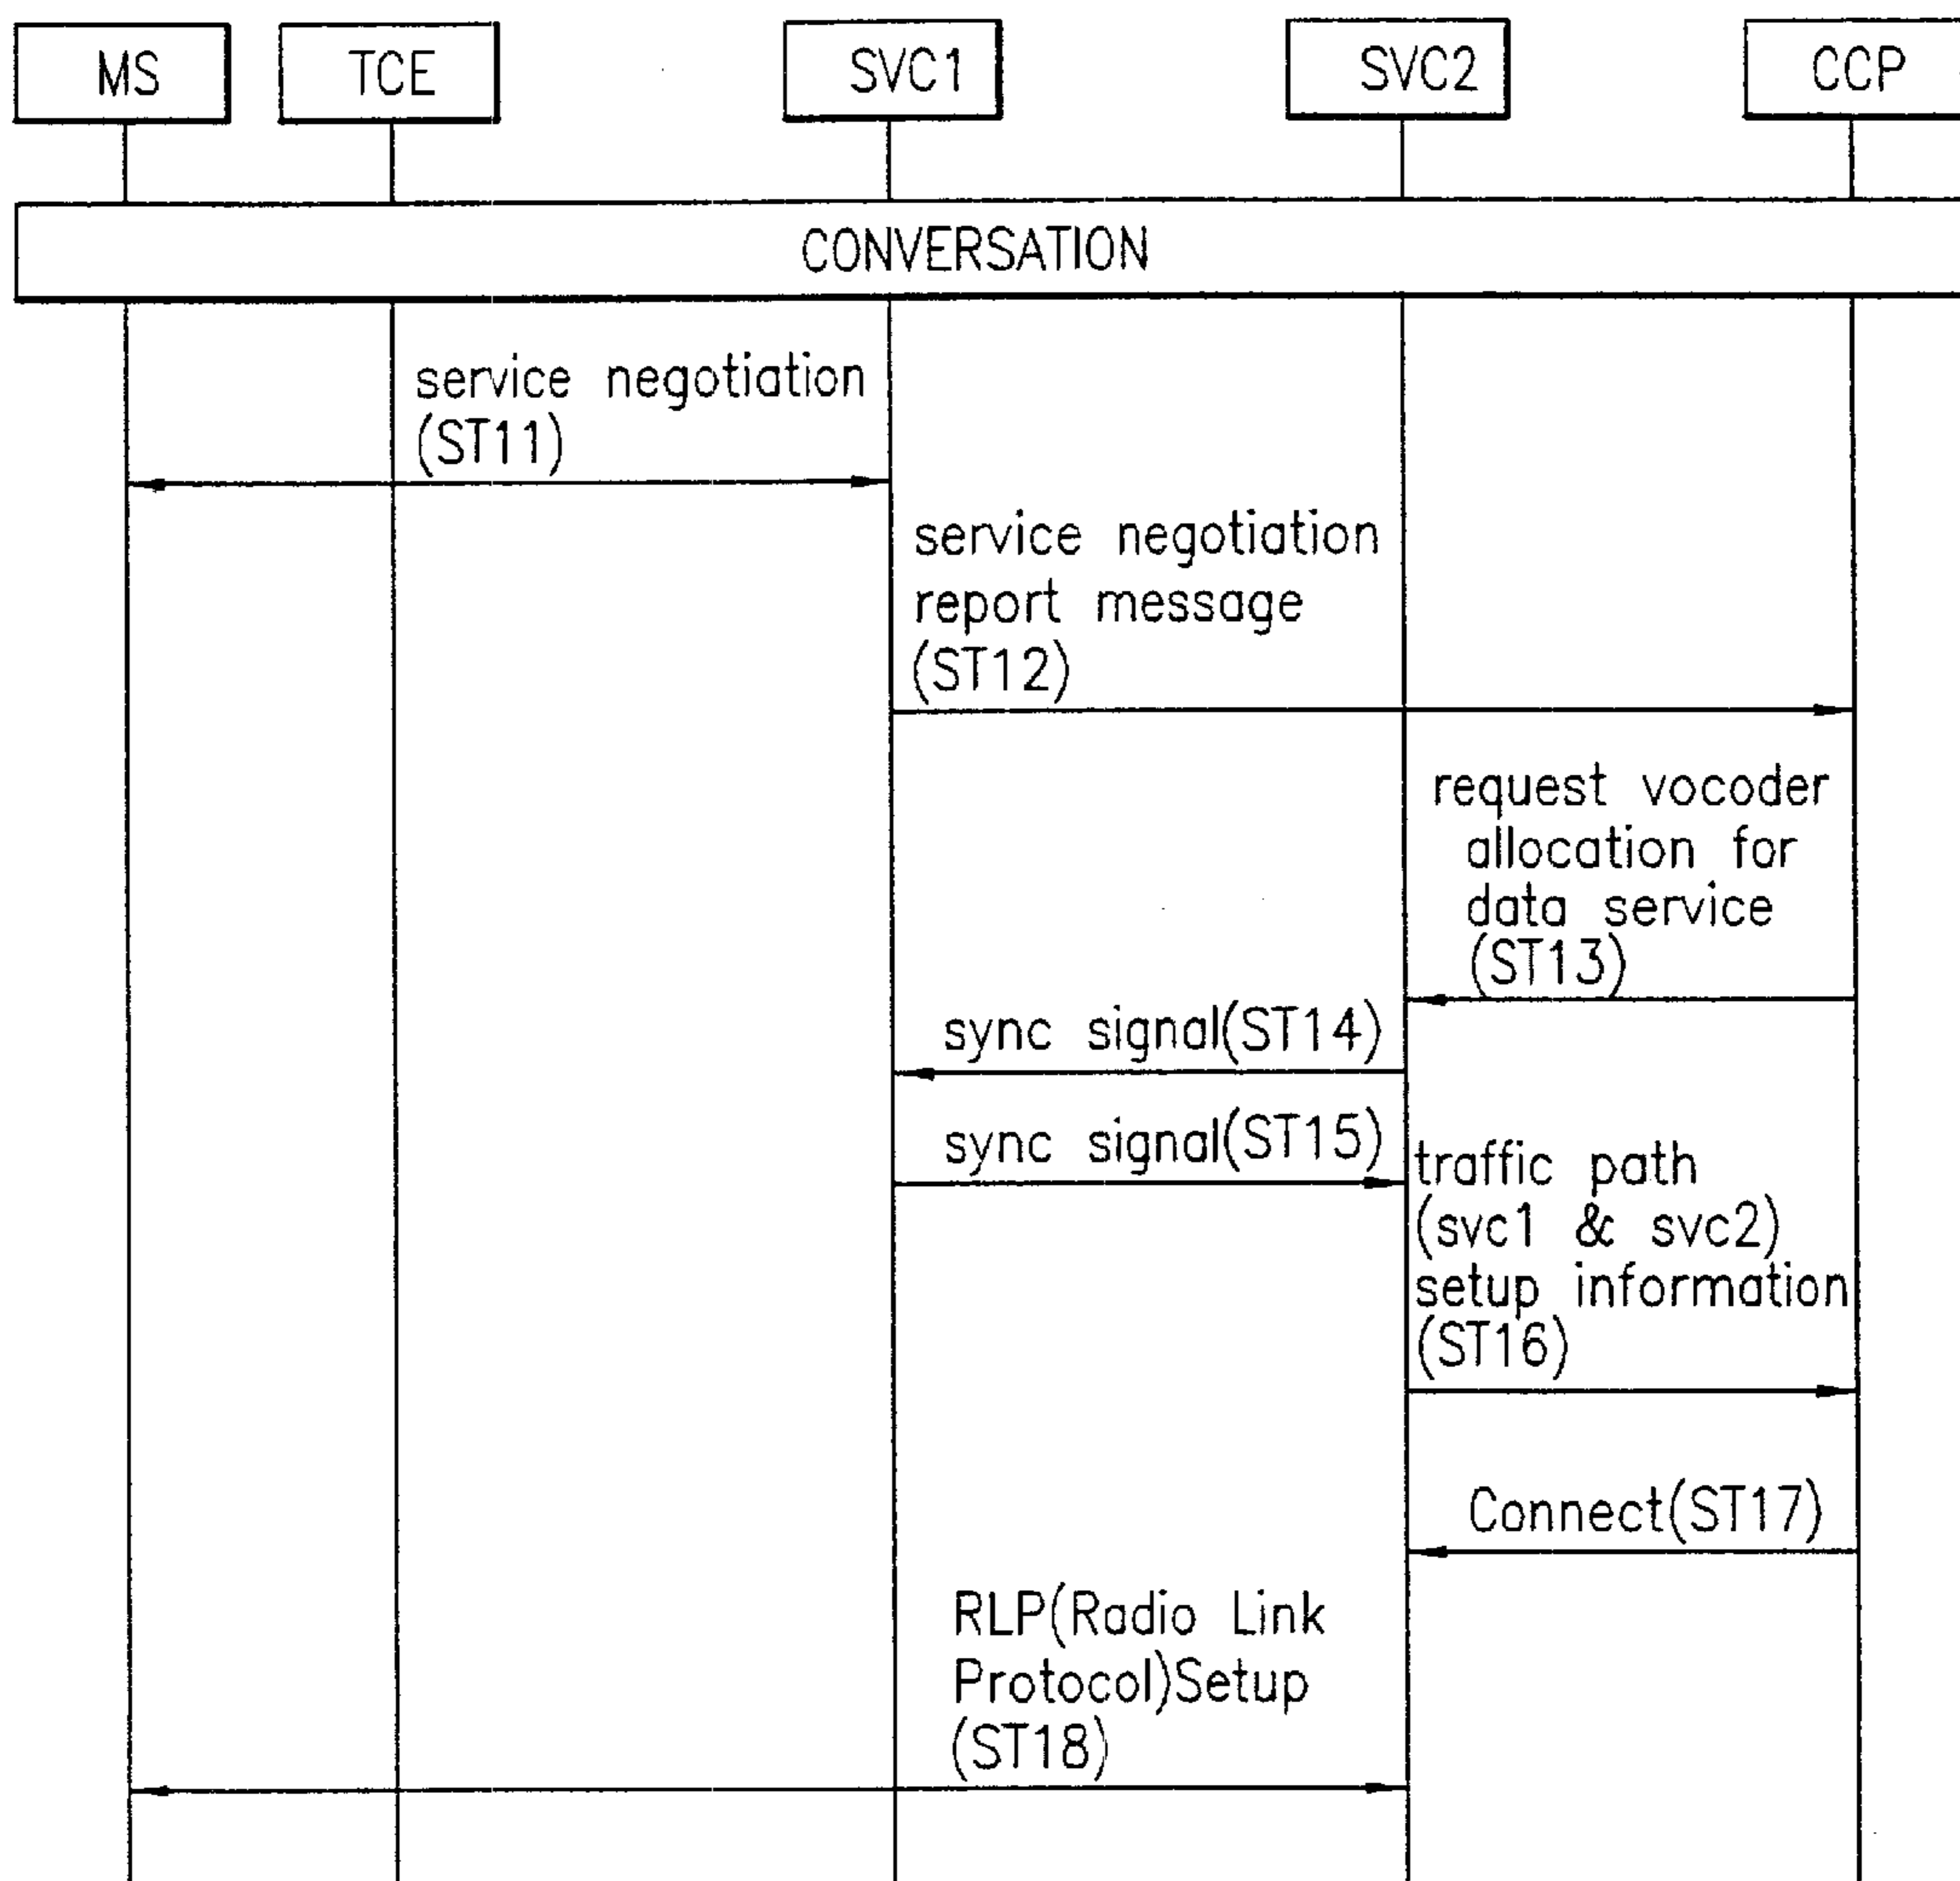 MS TCE SVC1 SVC2 CCP
CONVERSATION
service negotiation
(ST11)
service negotiation
report message
(ST12)
request vocoder
allocation for
data service
(ST13)
sync signal(ST14)
sync signal(ST15)
traffic path
(svc1 & svc2)
setup information
(ST16)
Connect(ST17)
RLP(Radio Link
Protocol)Setup
(ST18)